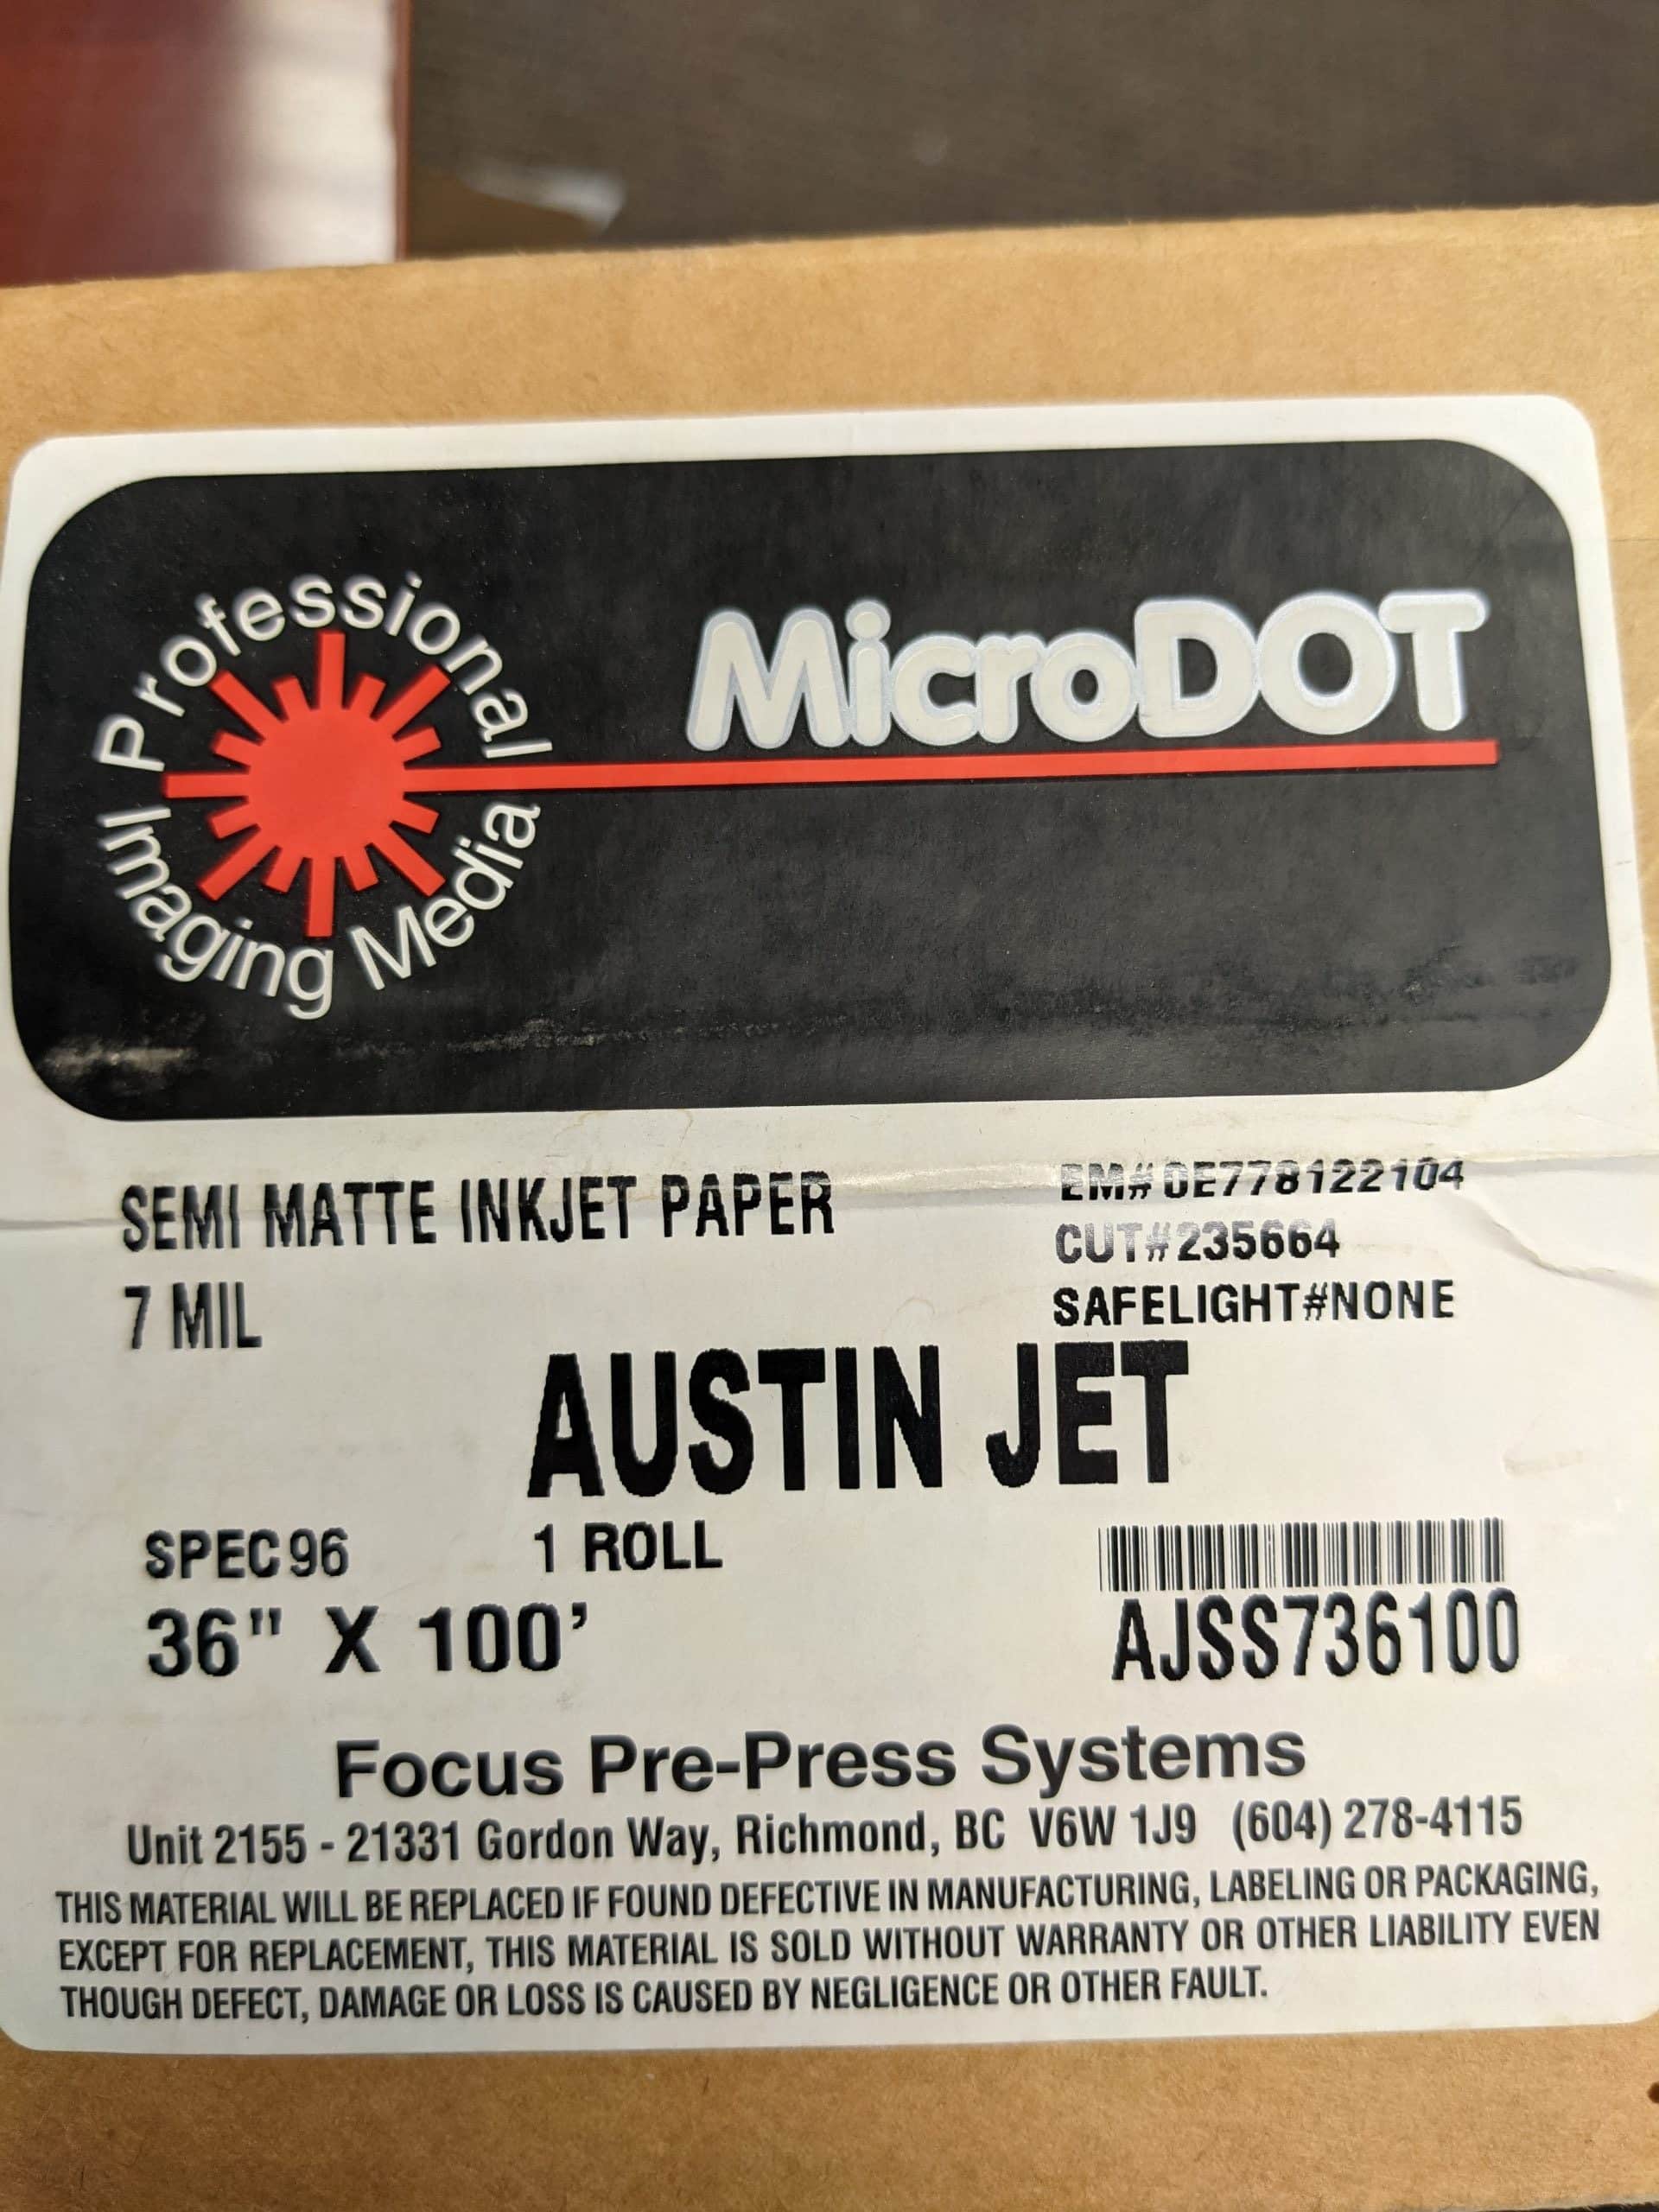 Professional
Imaging Media
MicroDOT
SEMI MATTE INKJET PAPER
7 MIL
EM# 0E778122104
CUT#235664
SAFELIGHT#NONE
AUSTIN JET
SPEC96 1 ROLL
36" X 100'
AJSS736100
Focus Pre-Press Systems
Unit 2155 - 21331 Gordon Way, Richmond, BC V6W 1J9 (604) 278-4115
THIS MATERIAL WILL BE REPLACED IF FOUND DEFECTIVE IN MANUFACTURING, LABELING OR PACKAGING,
EXCEPT FOR REPLACEMENT, THIS MATERIAL IS SOLD WITHOUT WARRANTY OR OTHER LIABILITY EVEN
THOUGH DEFECT, DAMAGE OR LOSS IS CAUSED BY NEGLIGENCE OR OTHER FAULT.